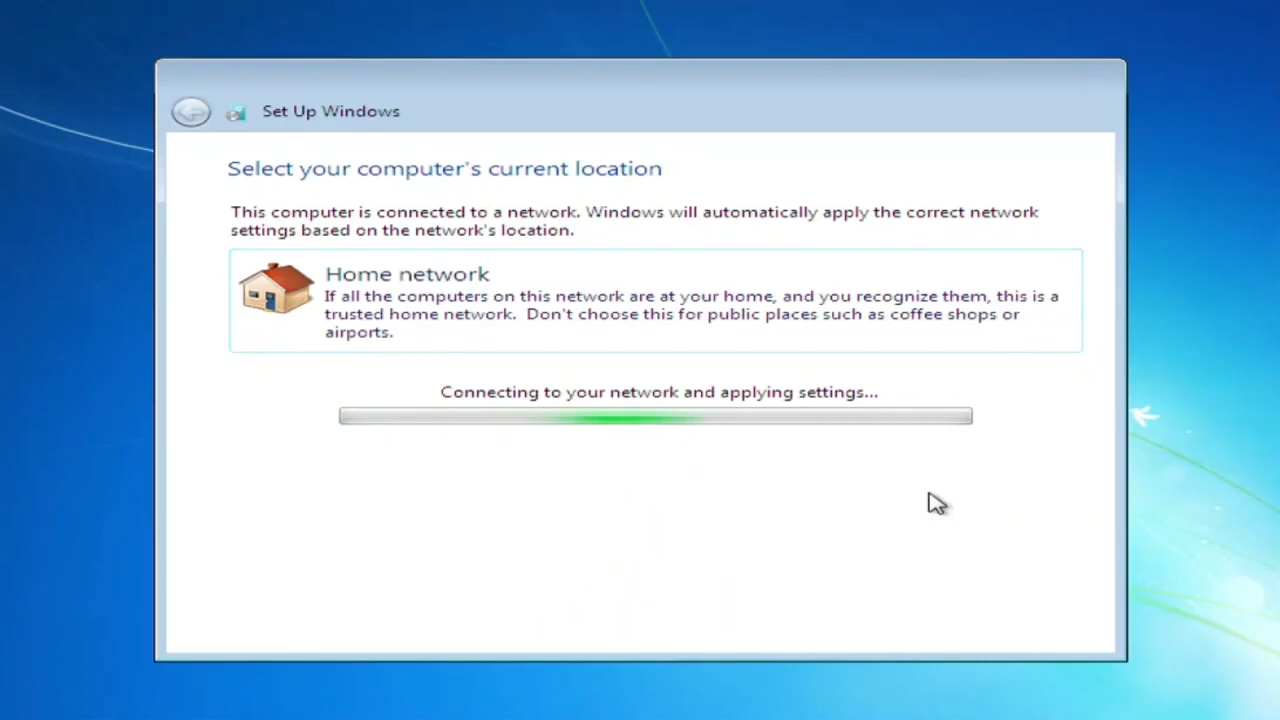 Set Up Windows
Select your computer's current location
This computer is connected to a network. Windows will automatically apply the correct network
settings based on the network's location.
Home network
If all the computers on this network are at your home, and you recognize them, this is a
trusted home network.  Don't choose this for public places such as coffee shops or
airports.
Connecting to your network and applying settings...